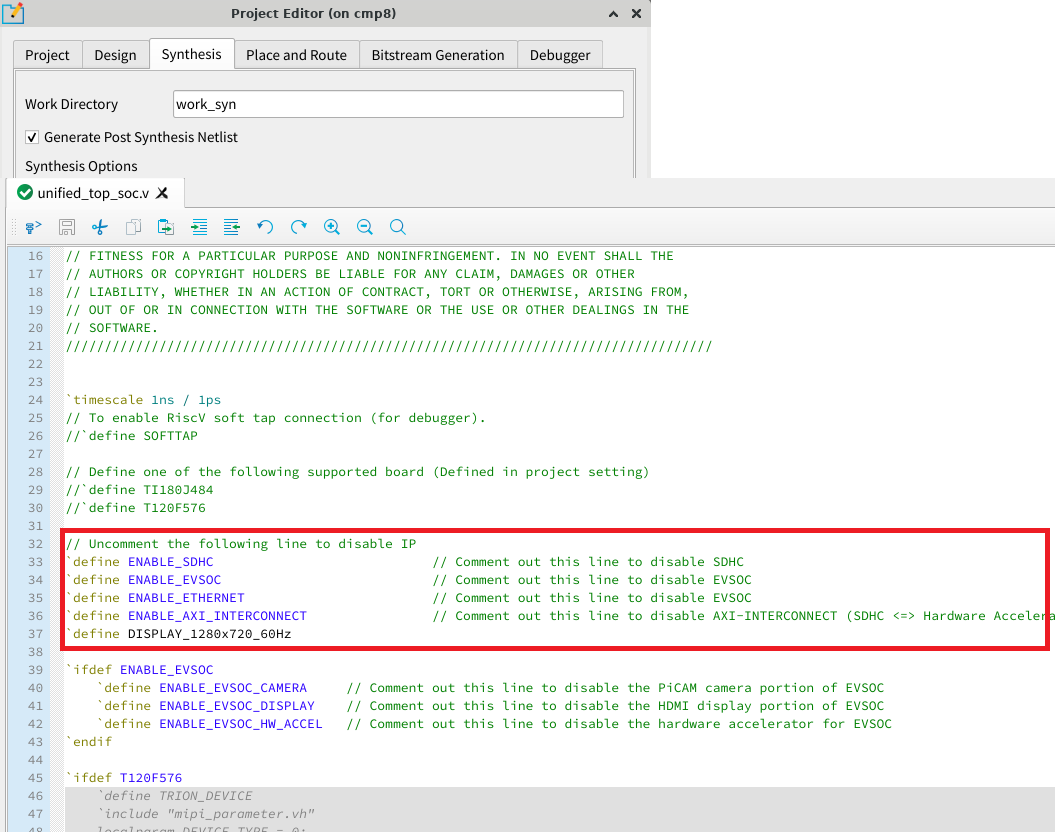 Project Editor (on cmp8)
Project Design Synthesis Place and Route Bitstream Generation Debugger
Work Directory work_syn
Generate Post Synthesis Netlist
Synthesis Options
unified_top_soc.v
16 // FITNESS FOR A PARTICULAR PURPOSE AND NONINFRINGEMENT. IN NO EVENT SHALL THE
17 // AUTHORS OR COPYRIGHT HOLDERS BE LIABLE FOR ANY CLAIM, DAMAGES OR OTHER
18 // LIABILITY, WHETHER IN AN ACTION OF CONTRACT, TORT OR OTHERWISE, ARISING FROM,
19 // OUT OF OR IN CONNECTION WITH THE SOFTWARE OR THE USE OR OTHER DEALINGS IN THE
20 // SOFTWARE.
21 ///////////////////////////////////////////////////////////////////////////////////
22
23
24 `timescale 1ns / 1ps
25 // To enable RiscV soft tap connection (for debugger).
26 //`define SOFTTAP
27
28 // Define one of the following supported board (Defined in project setting)
29 //`define TI180J484
30 //`define T120F576
31
32 // Uncomment the following line to disable IP
33 `define ENABLE_SDHC // Comment out this line to disable SDHC
34 `define ENABLE_EVSOC // Comment out this line to disable EVSOC
35 `define ENABLE_ETHERNET // Comment out this line to disable EVSOC
36 `define ENABLE_AXI_INTERCONNECT // Comment out this line to disable AXI-INTERCONNECT (SDHC <=> Hardware Accelera
37 `define DISPLAY_1280x720_60Hz
38
39 `ifdef ENABLE_EVSOC
40 `define ENABLE_EVSOC_CAMERA // Comment out this line to disable the PiCAM camera portion of EVSOC
41 `define ENABLE_EVSOC_DISPLAY // Comment out this line to disable the HDMI display portion of EVSOC
42 `define ENABLE_EVSOC_HW_ACCEL // Comment out this line to disable the hardware accelerator for EVSOC
43 `endif
44
45 `ifdef T120F576
46 `define TRION_DEVICE
47 `include "mipi_parameter.vh"
48 localparam DEVICE_TYPE = 0;